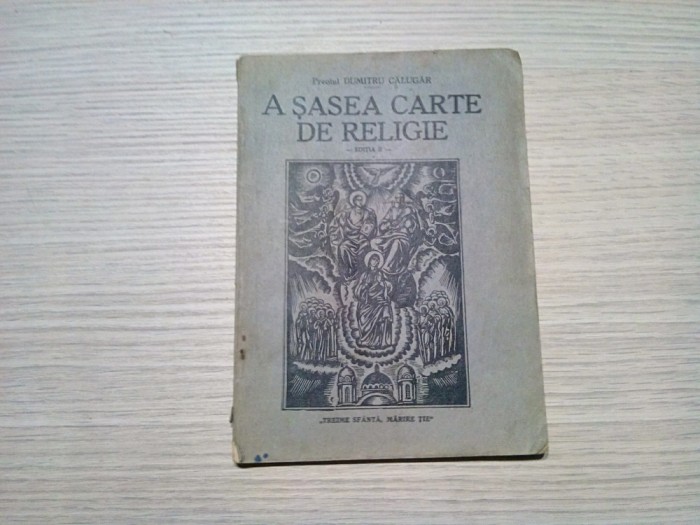 Preotul DUMITRU CĂLUGĂR
A ȘASEA CARTE
DE RELIGIE
— EDIȚIA II —
„TREIME SFÂNTĂ, MĂRIRE ȚIE“